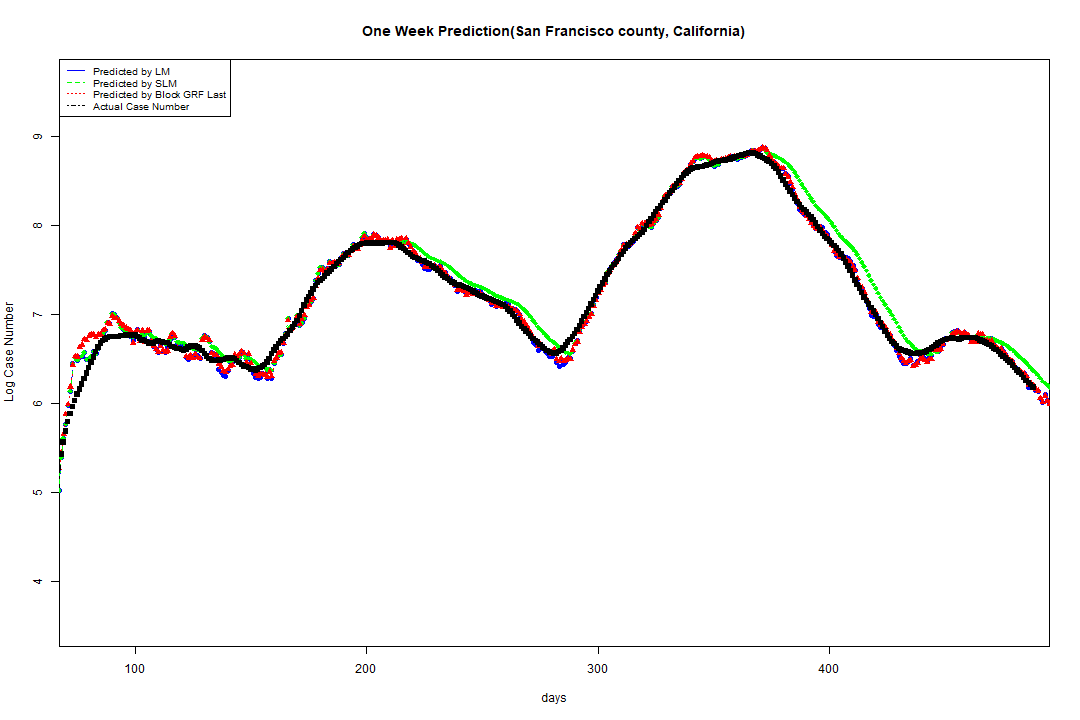 One Week Prediction(San Francisco county, California)
Predicted by LM
Predicted by SLM
Predicted by Block GRF Last
Actual Case Number
9
8
7
6
5
4
Log Case Number
100 200 300 400
days